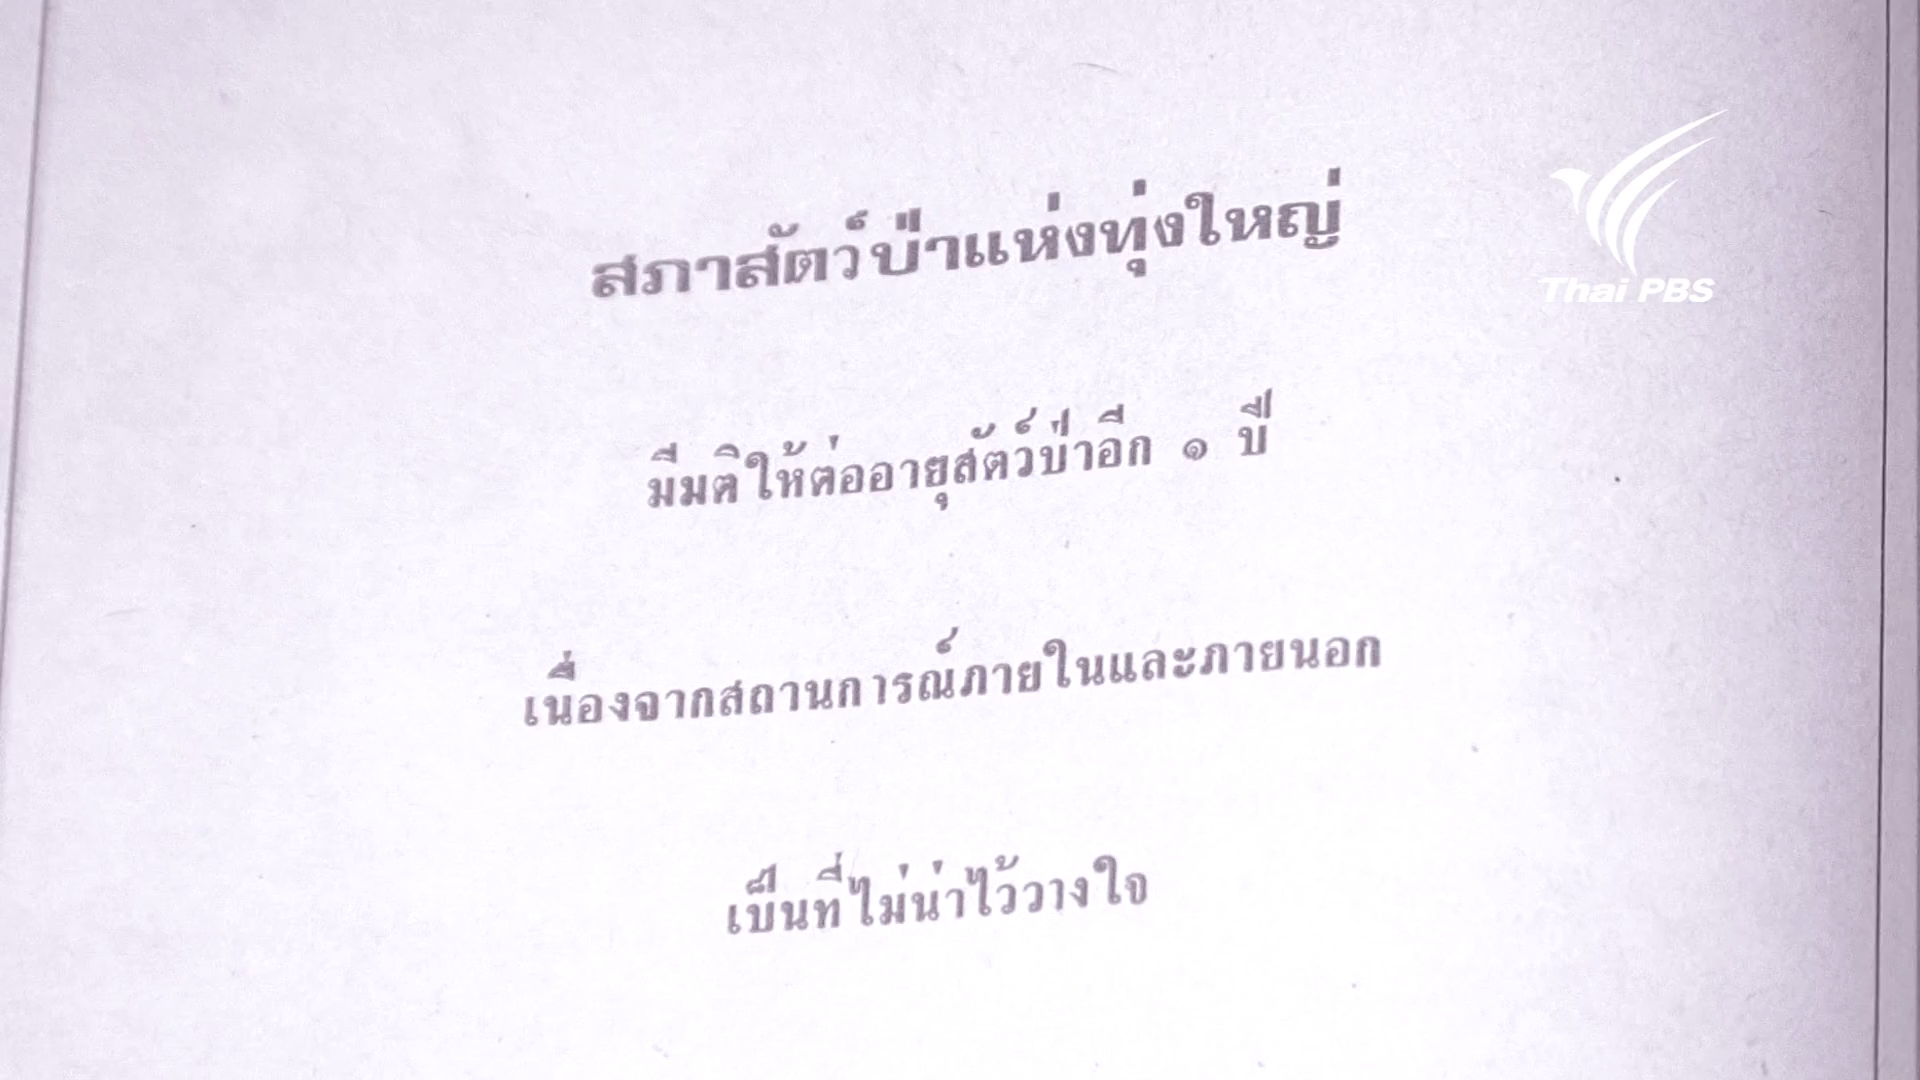 สภาสัตว์ป่าแห่งทุ่งใหญ่
Thai PBS
มีมติให้ต่ออายุสัตว์ป่าอีก ๑ ปี
เนื่องจากสถานการณ์ภายในและภายนอก
เป็นที่ไม่น่าไว้วางใจ